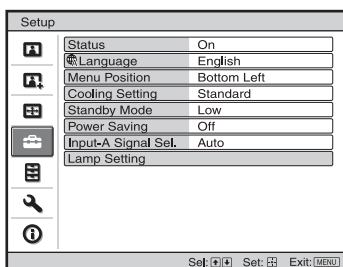 Setup
Status On
Language English
Menu Position Bottom Left
Cooling Setting Standard
Standby Mode Low
Power Saving Off
Input-A Signal Sel. Auto
Lamp Setting
Sel: Set: Exit: MENU